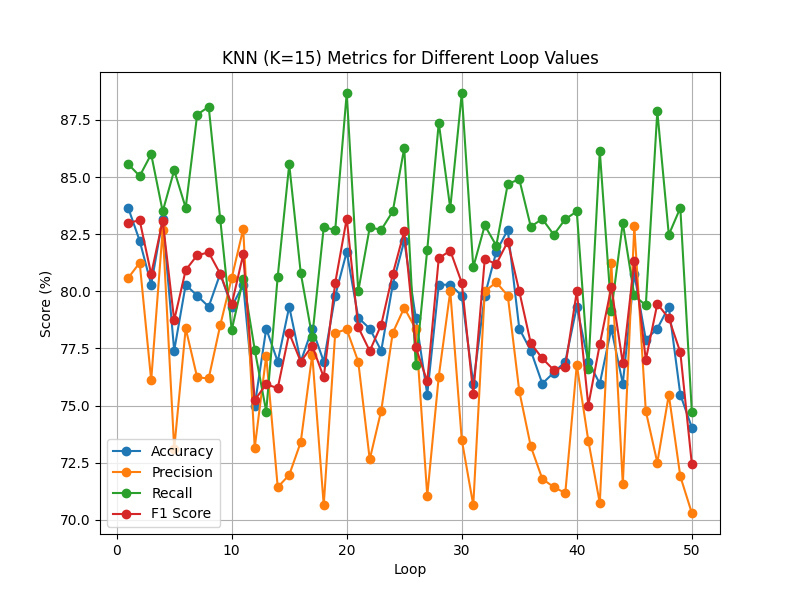 KNN (K=15) Metrics for Different Loop Values
Score (%)
87.5
85.0
82.5
80.0
77.5
75.0
72.5
70.0
Accuracy
Precision
Recall
F1 Score
0 10 20 30 40 50
Loop